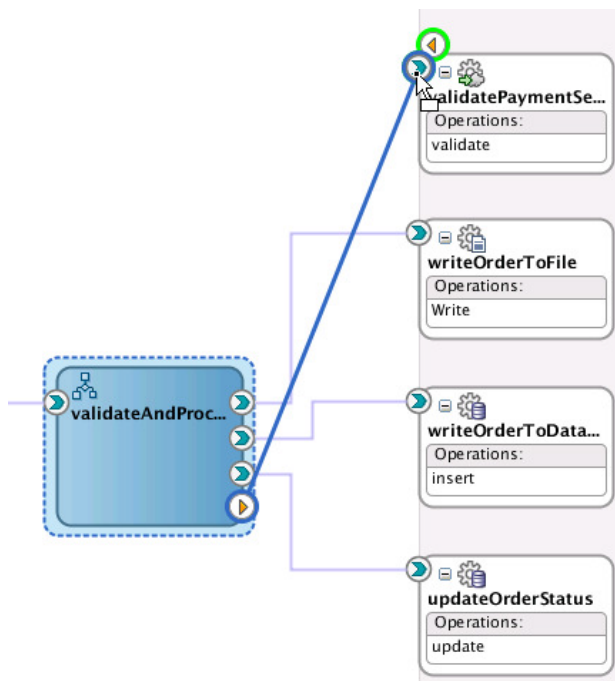 validatePaymentSe...
Operations:
validate
writeOrderToFile
Operations:
Write
validateAndProc...
writeOrderToData...
Operations:
insert
updateOrderStatus
Operations:
update